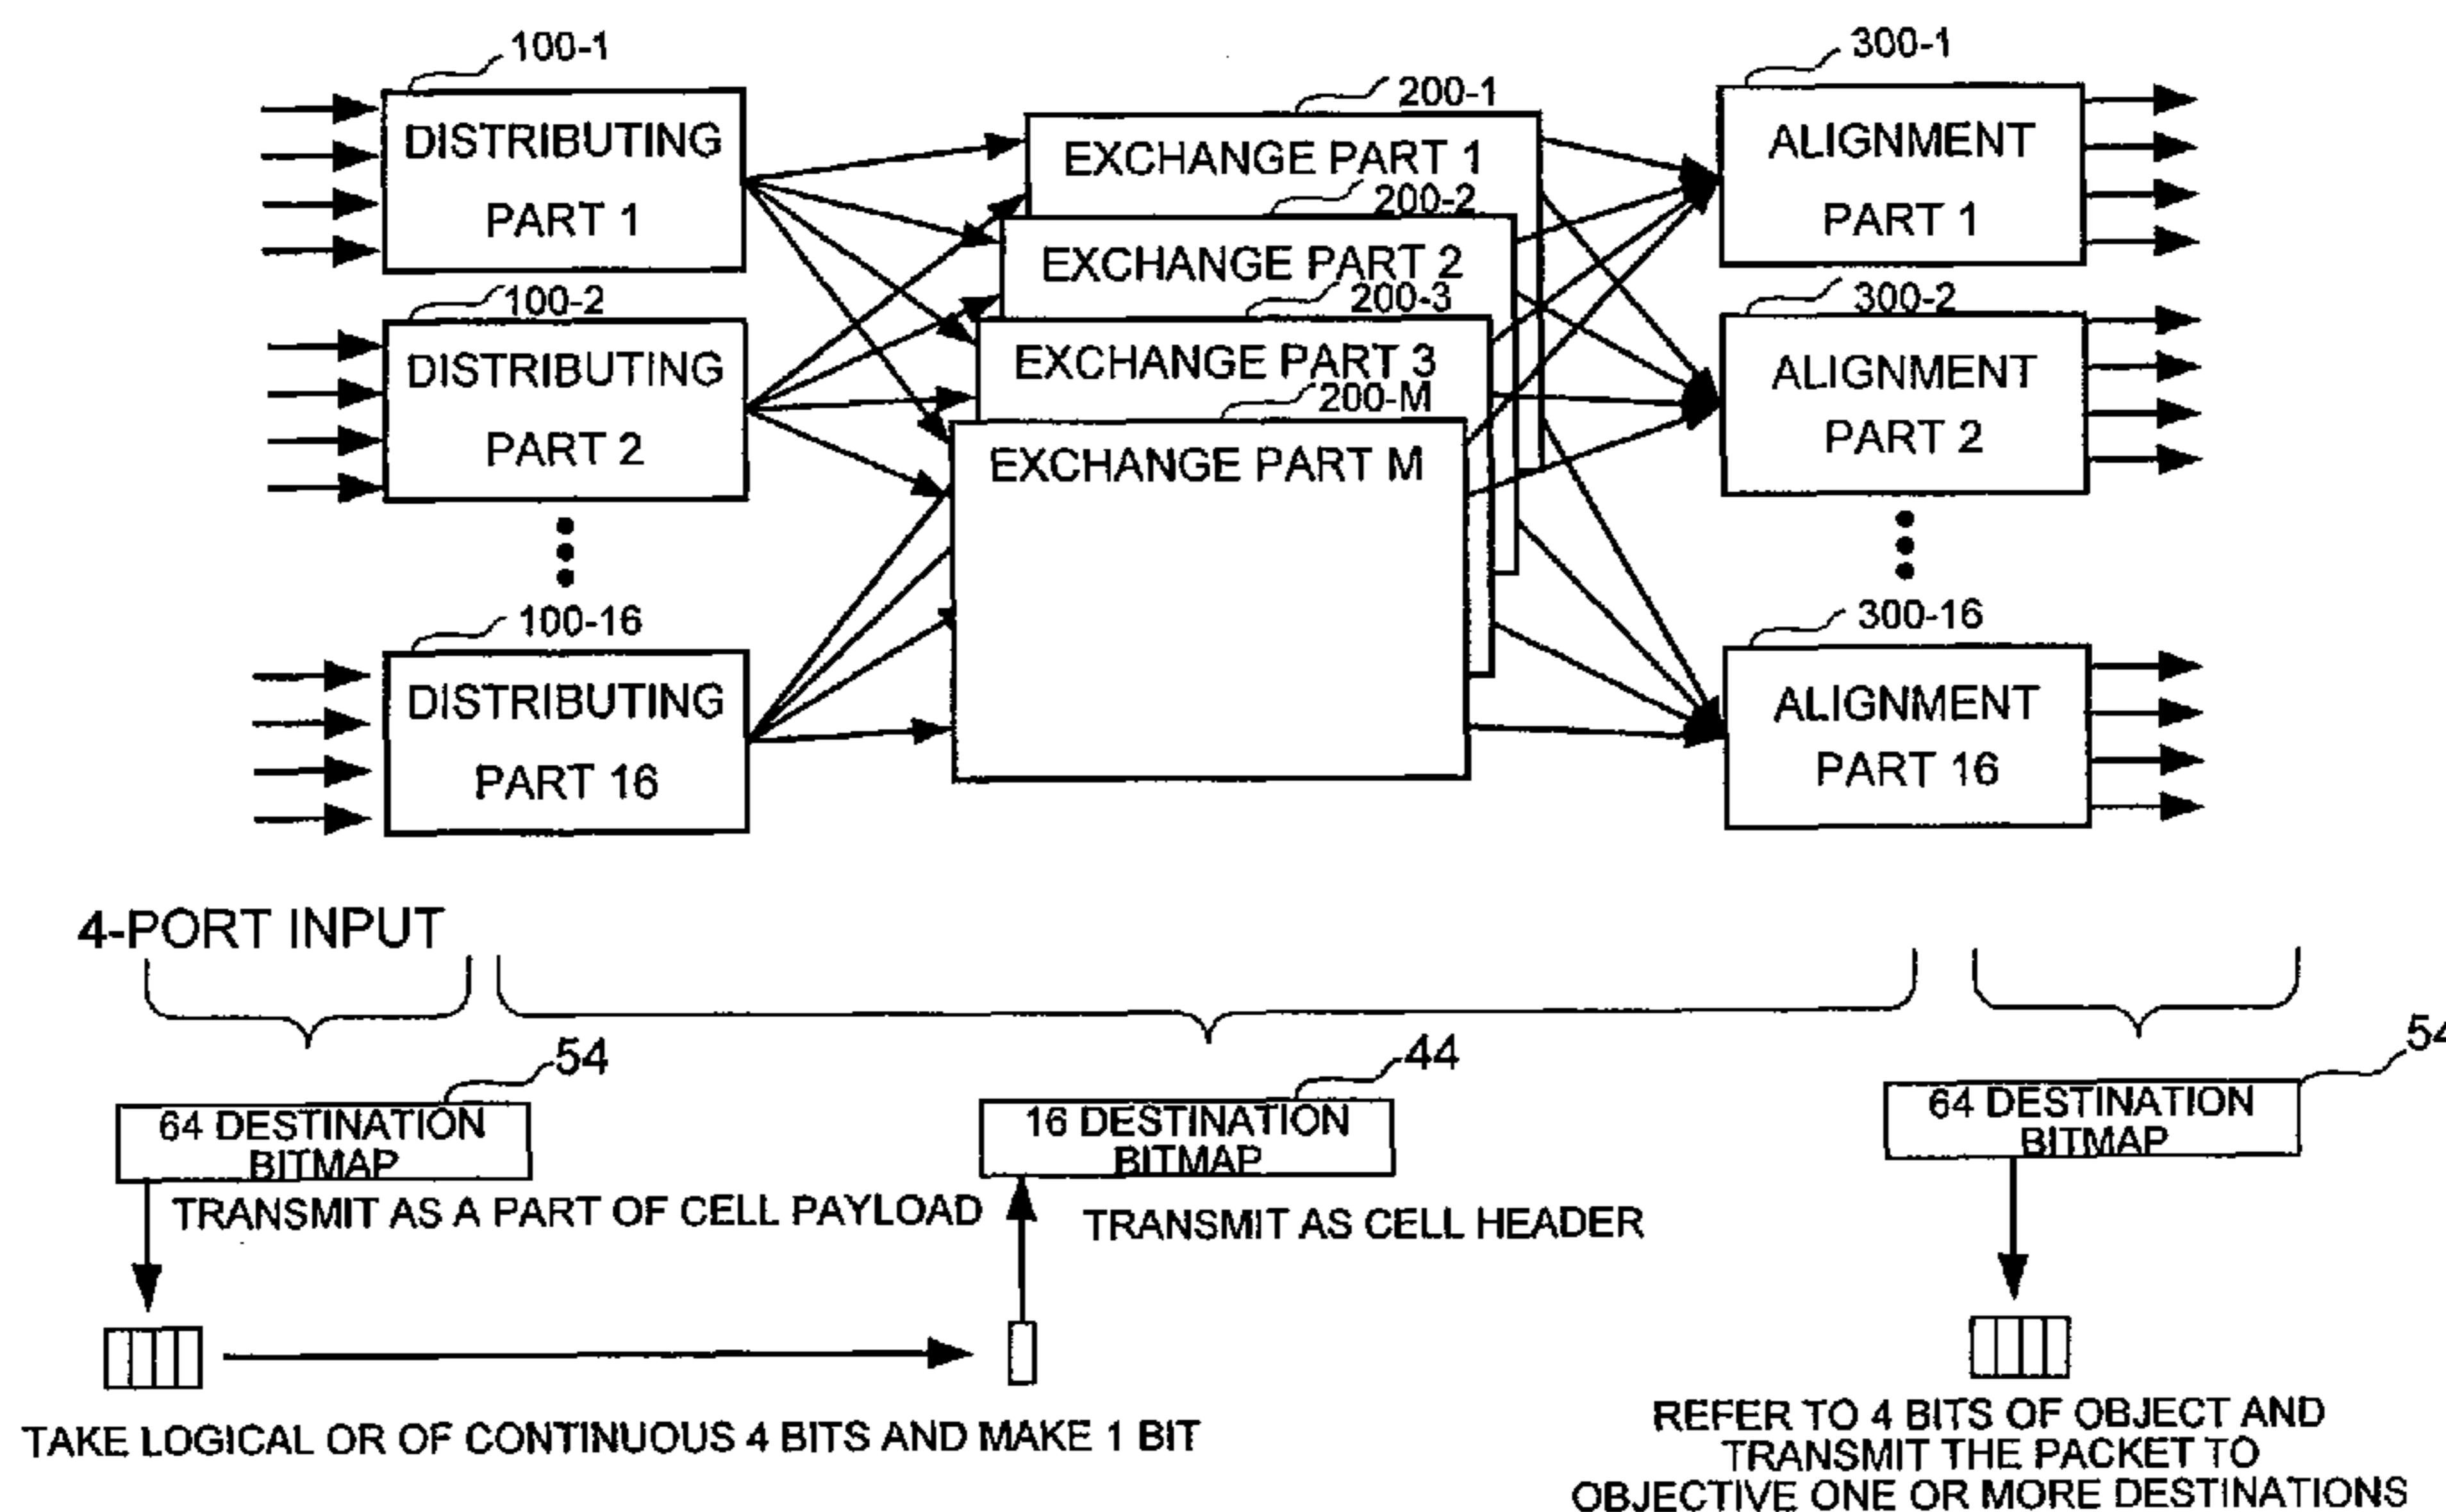 100-1
DISTRIBUTING
PART 1
200-1
EXCHANGE PART 1
300-1
ALIGNMENT
PART 1
200-2
EXCHANGE PART 2
100-2
DISTRIBUTING
PART 2
200-3
EXCHANGE PART 3
300-2
ALIGNMENT
PART 2
200-M
EXCHANGE PART M
100-16
DISTRIBUTING
PART 16
300-16
ALIGNMENT
PART 16
4-PORT INPUT
54
64 DESTINATION
BITMAP
44
16 DESTINATION
BITMAP
54
64 DESTINATION
BITMAP
TRANSMIT AS A PART OF CELL PAYLOAD
TRANSMIT AS CELL HEADER
TAKE LOGICAL OR OF CONTINUOUS 4 BITS AND MAKE 1 BIT
REFER TO 4 BITS OF OBJECT AND
TRANSMIT THE PACKET TO
OBJECTIVE ONE OR MORE DESTINATIONS